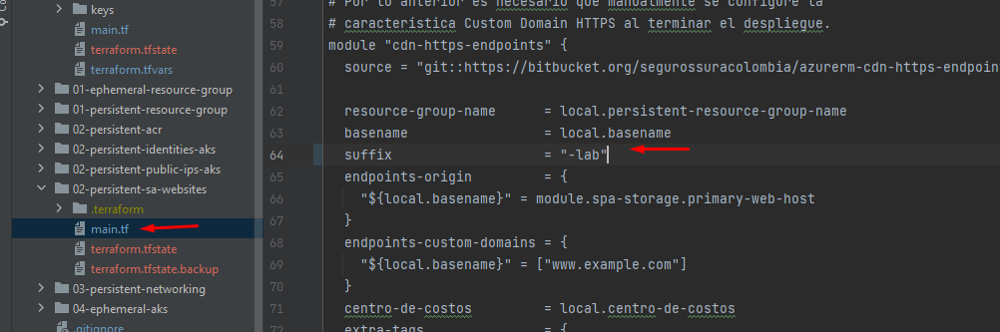 keys
main.tf
terraform.tfstate
terraform.tfvars
01-ephemeral-resource-group
01-persistent-resource-group
02-persistent-acr
02-persistent-identities-aks
02-persistent-public-ips-aks
02-persistent-sa-websites
.terraform
main.tf
terraform.tfstate
terraform.tfstate.backup
03-persistent-networking
04-ephemeral-aks
.gitignore
57 # Por lo anterior es necesario que manualmente se configure la
58 # característica Custom Domain HTTPS al terminar el despliegue.
59 module "cdn-https-endpoints" {
60 source = "git::https://bitbucket.org/segurossuracolombia/azurerm-cdn-https-endpoin
61
62 resource-group-name = local.persistent-resource-group-name
63 basename = local.basename
64 suffix = "-lab"
65 endpoints-origin = {
66 "${local.basename}" = module.spa-storage.primary-web-host
67 }
68 endpoints-custom-domains = {
69 "${local.basename}" = ["www.example.com"]
70 }
71 centro-de-costos = local.centro-de-costos
72 extra-tags = {